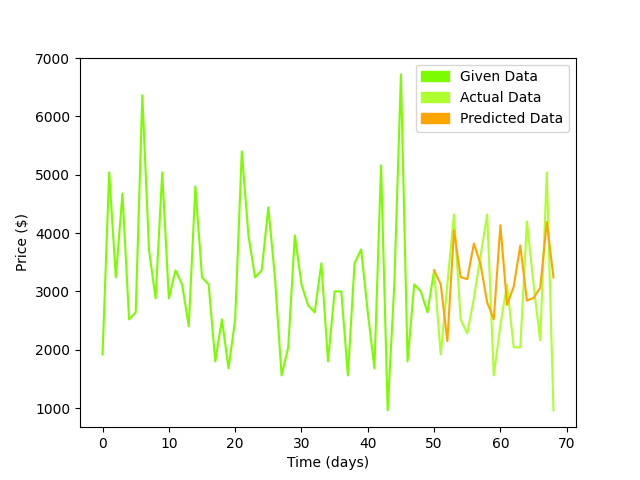 7000
6000
5000
4000
3000
2000
1000
Price ($)
0 10 20 30 40 50 60 70
Time (days)
Given Data
Actual Data
Predicted Data